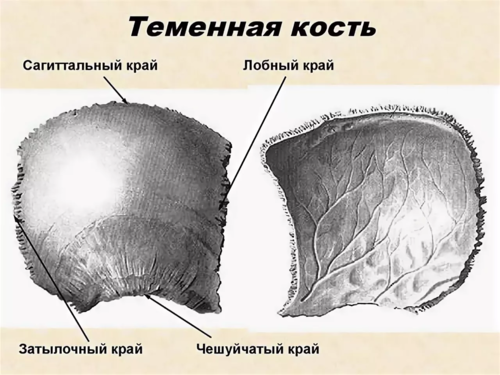 Теменная кость
Сагиттальный край
Лобный край
Затылочный край
Чешуйчатый край